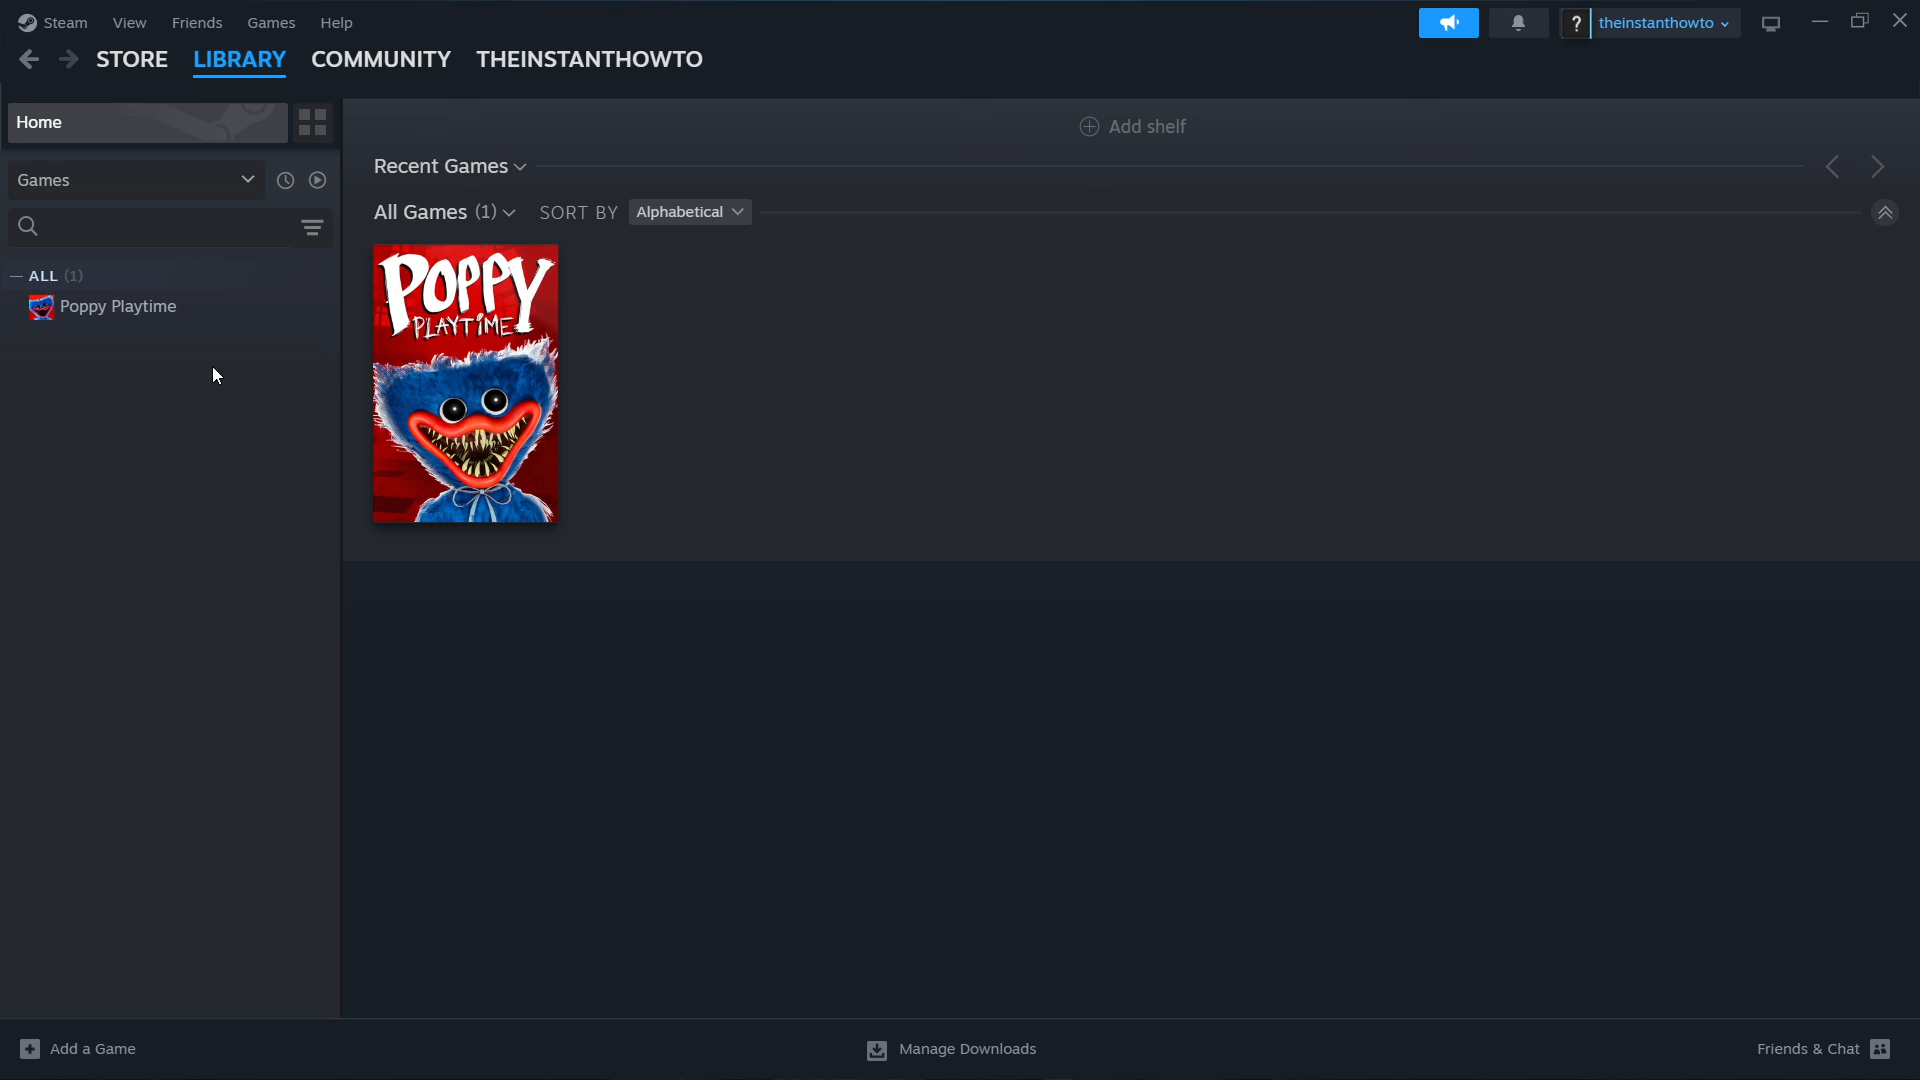 Steam View Friends Games Help
? theinstanthowto
STORE LIBRARY COMMUNITY THEINSTANTHOWTO
Home
Add shelf
Games
Recent Games
All Games (1) SORT BY Alphabetical
— ALL (1)
Poppy Playtime
POPPY
PLAYTIME
Add a Game
Manage Downloads
Friends & Chat